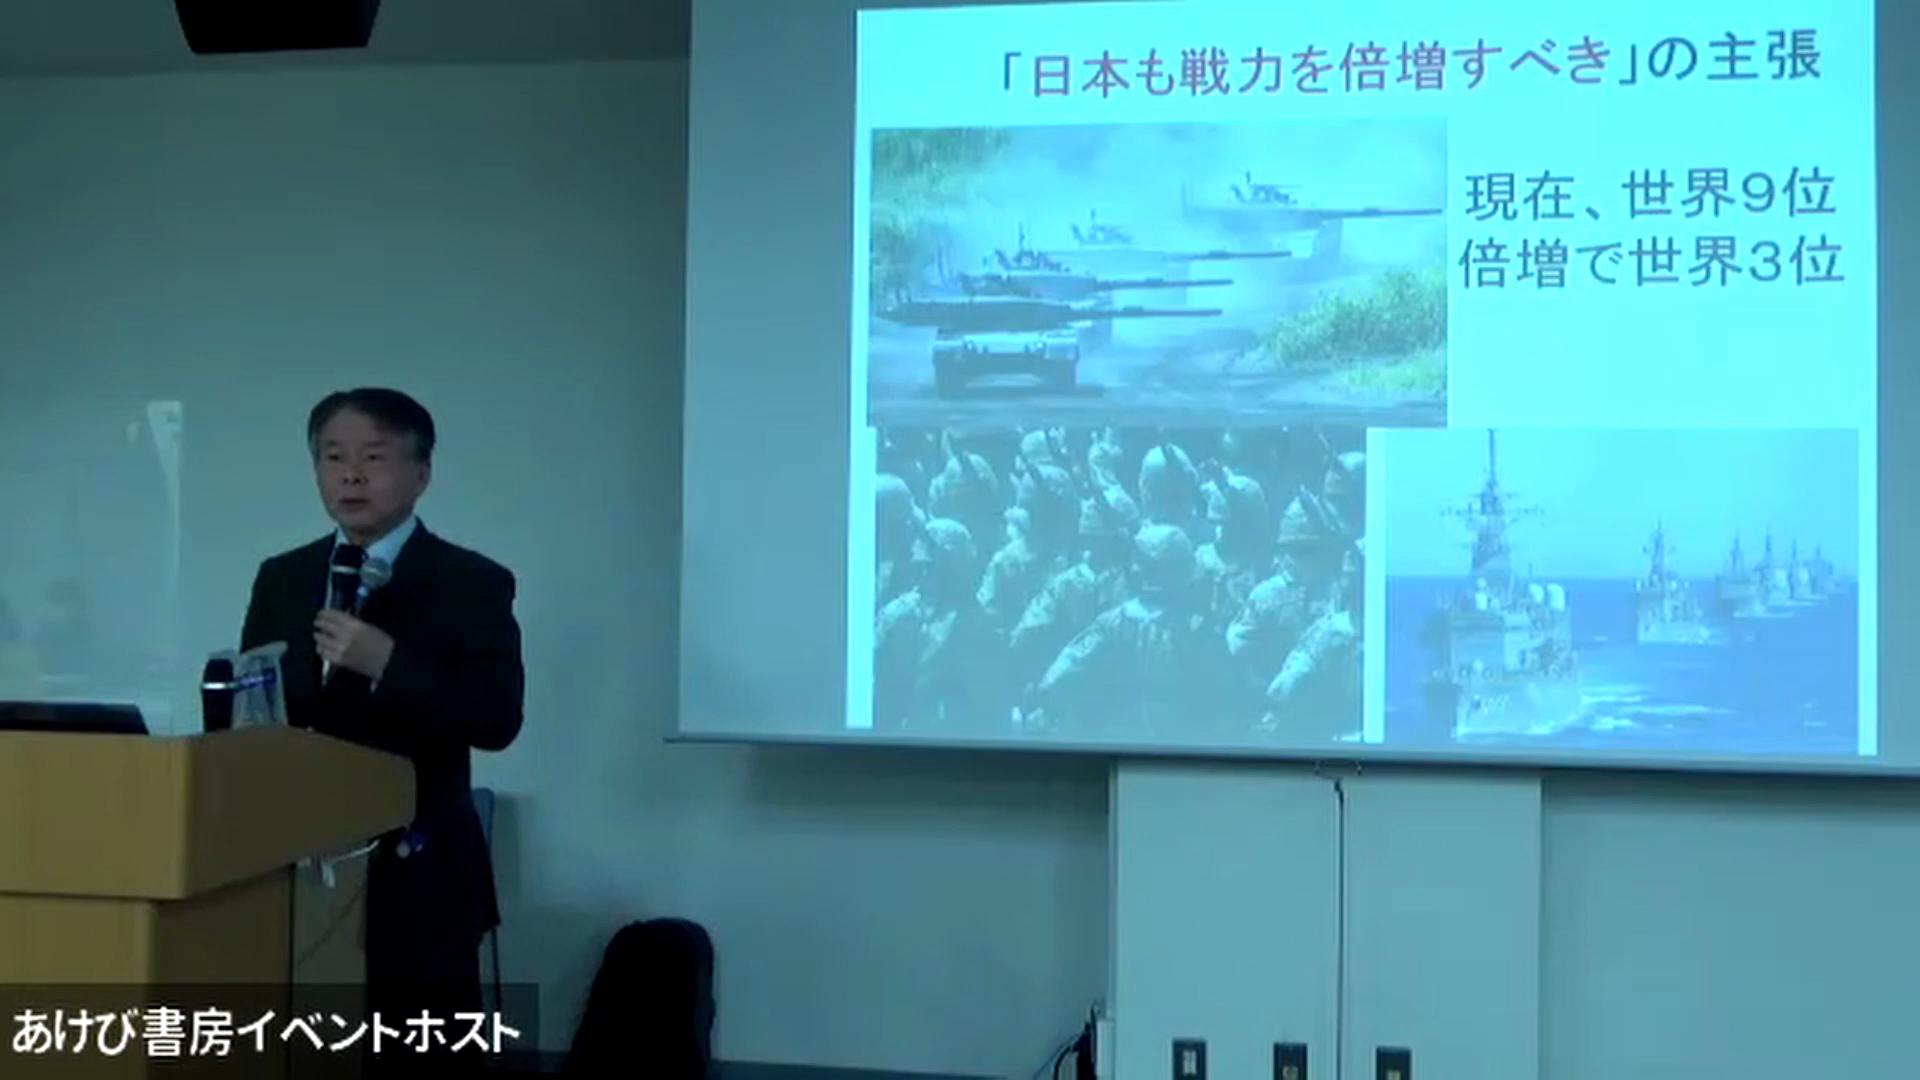 「日本も戦力を倍増すべき」の主張
現在、世界9位
倍増で世界3位
あけび書房イベントホスト